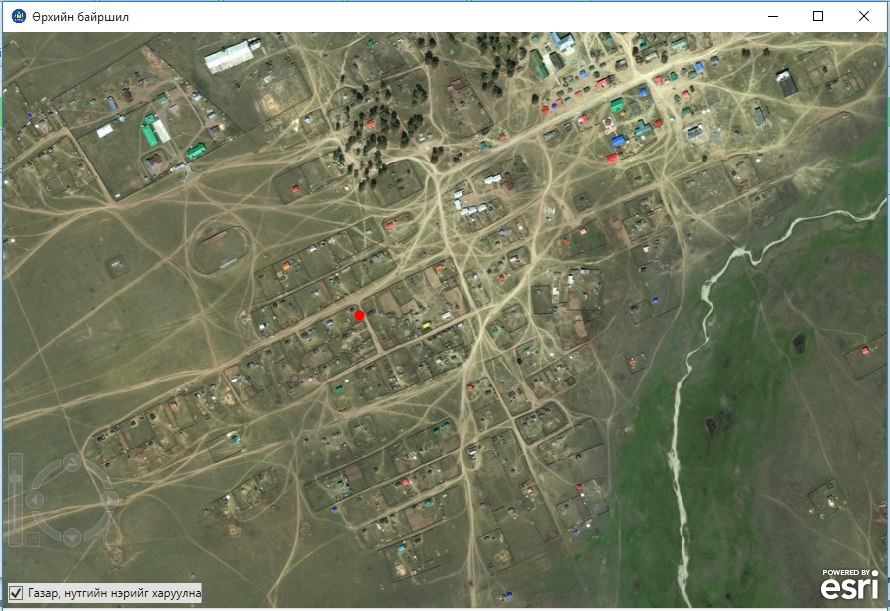 Өрхийн байршил
Газар, нутгийн нэрийг харуулна
POWERED BY
esri